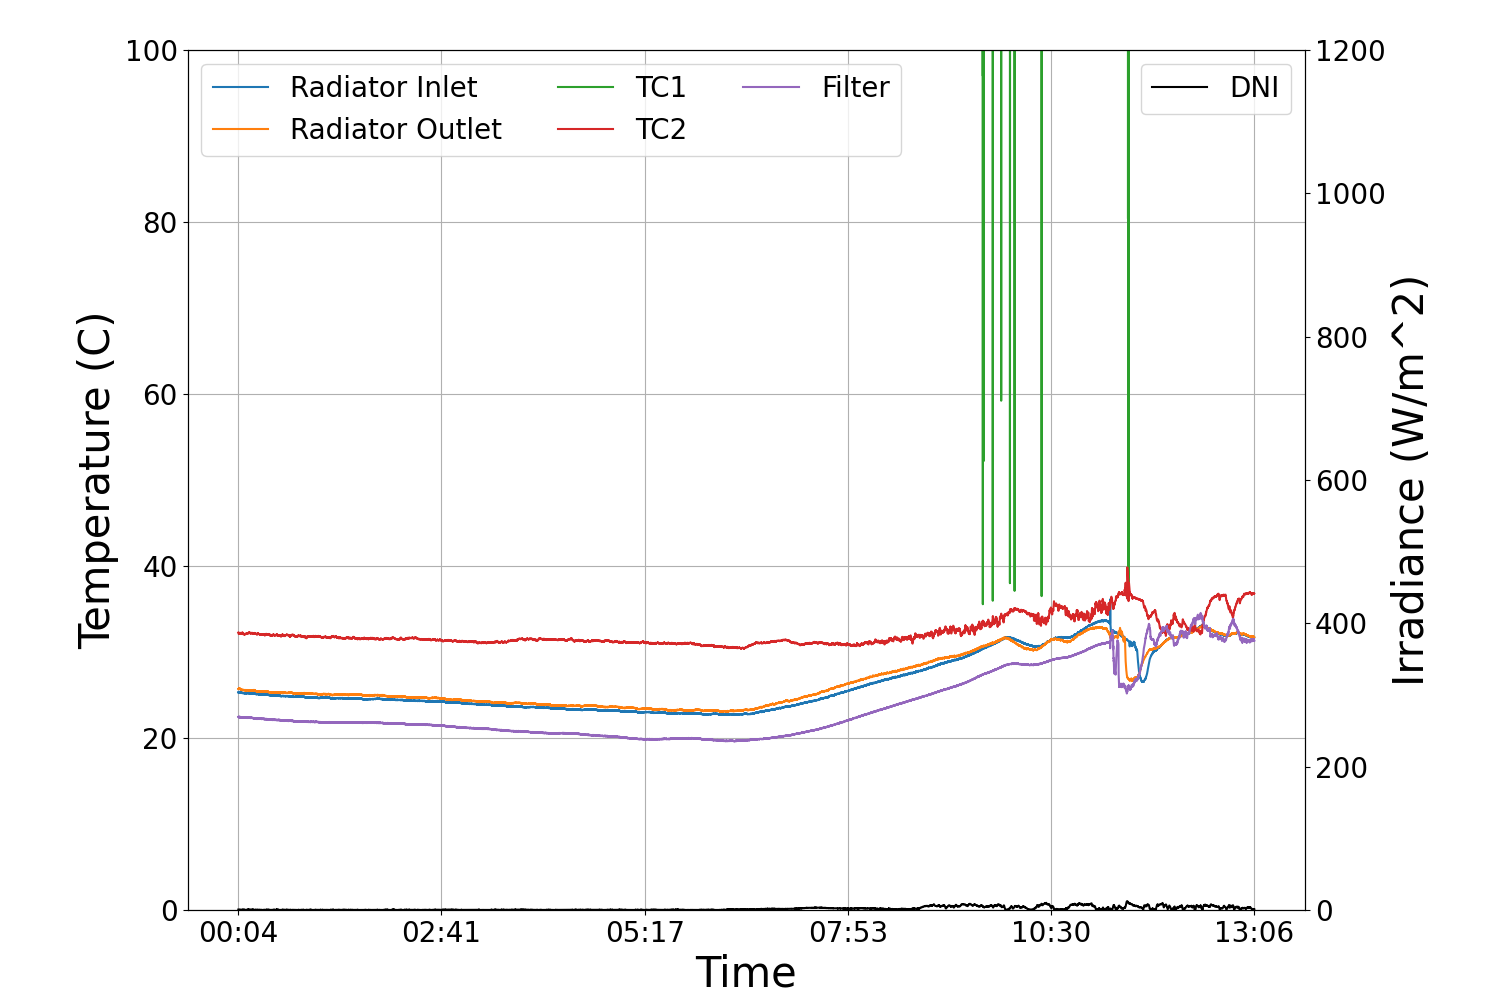 Radiator Inlet
Radiator Outlet
TC1
TC2
Filter
DNI
Temperature (C)
100
80
60
40
20
0
1200
1000
800
600
400
200
0
Irradiance (W/m^2)
00:04 02:41 05:17 07:53 10:30 13:06
Time